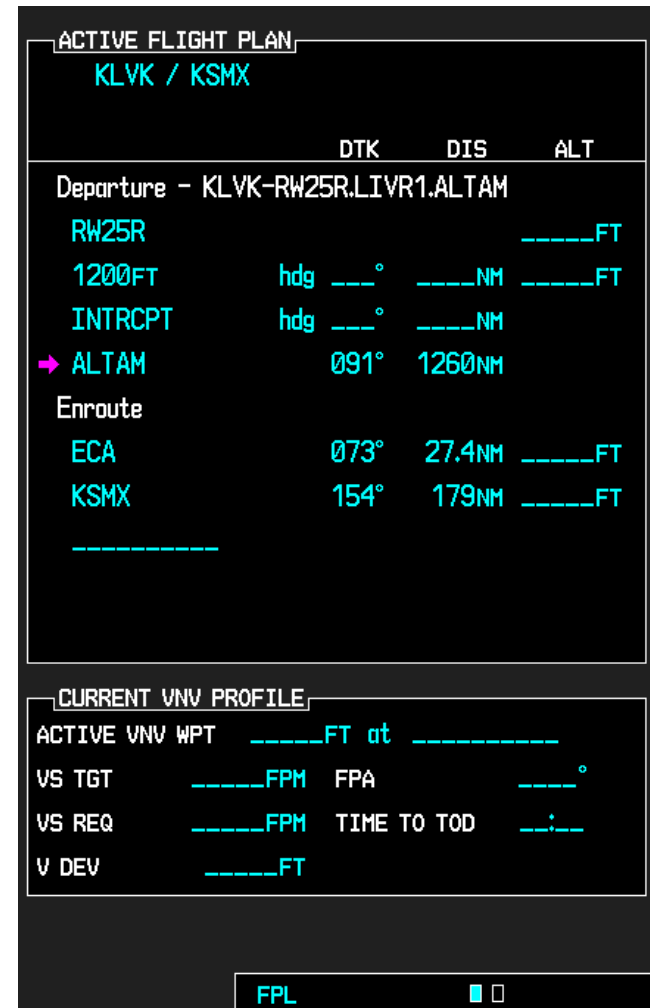 ACTIVE FLIGHT PLAN
KLVK / KSMX
DTK DIS ALT
Departure - KLVK-RW25R.LIVR1.ALTAM
RW25R _____FT
1200FT hdg ___° ____NM _____FT
INTRCPT hdg ___° ____NM
ALTAM 091° 1260NM
Enroute
ECA 073° 27.4NM _____FT
KSMX 154° 179NM _____FT
__________
CURRENT VNV PROFILE
ACTIVE VNV WPT _____FT at __________
VS TGT _____FPM FPA ____°
VS REQ _____FPM TIME TO TOD __:__
V DEV _____FT
FPL